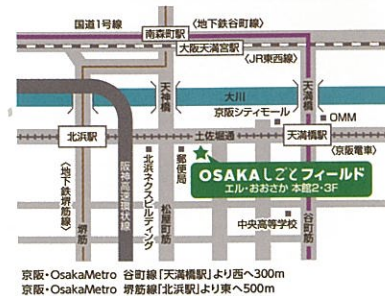 国道1号線
南森町駅
〈地下鉄谷町線〉
大阪天満宮駅
〈JR東西線〉
天神橋
大川
天満橋
京阪シティモール
OMM
北浜駅
土佐堀通
天満橋駅
〈京阪電車〉
〈地下鉄堺筋線〉
堺筋
阪神高速環状線
北浜ネクスビルディング
郵便局
松屋町筋
OSAKAしごとフィールド
エル・おおさか 本館2・3F
中央高等学校
谷町筋
京阪・OsakaMetro 谷町線「天満橋駅」より西へ300m
京阪・OsakaMetro 堺筋線「北浜駅」より東へ500m